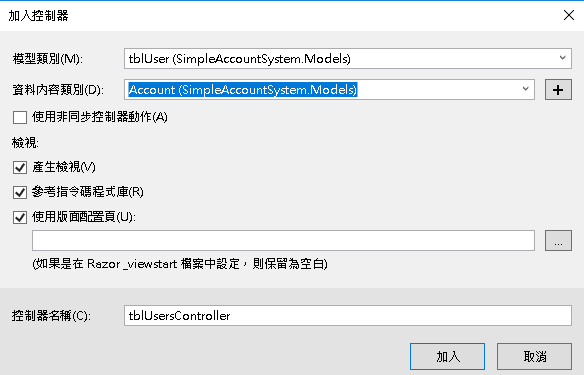 加入控制器
模型類別(M): tblUser (SimpleAccountSystem.Models)
資料內容類別(D): Account (SimpleAccountSystem.Models)
使用非同步控制器動作(A)
檢視:
產生檢視(V)
參考指令碼程式庫(R)
使用版面配置頁(U):
...
(如果是在 Razor _viewstart 檔案中設定，則保留為空白)
控制器名稱(C): tblUsersController
加入 取消